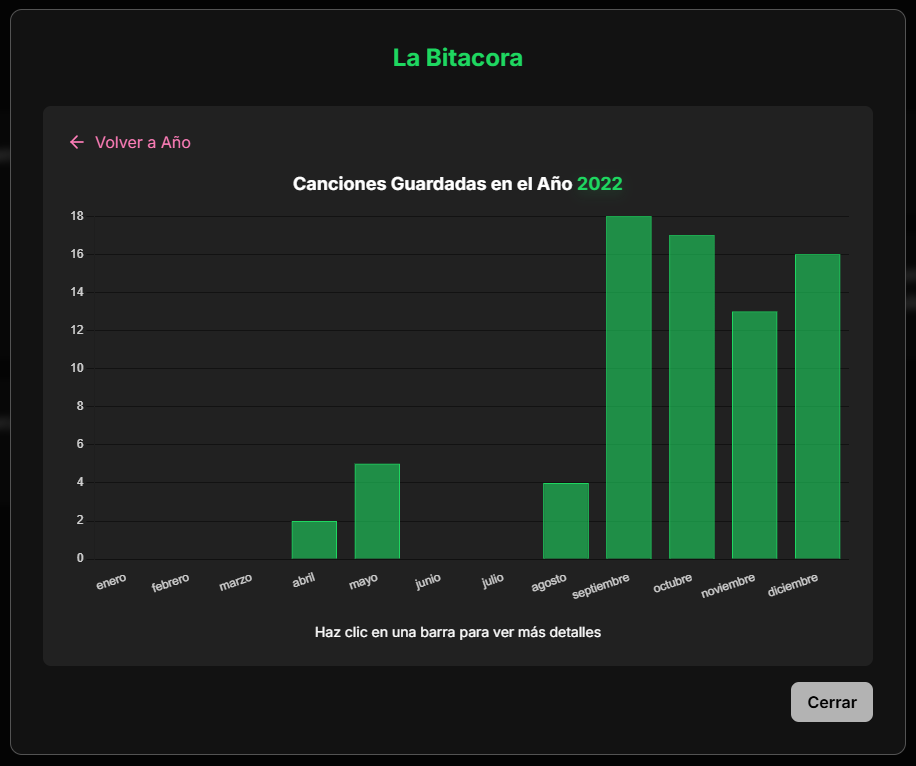 La Bitacora
← Volver a Año
Canciones Guardadas en el Año 2022
18
16
14
12
10
8
6
4
2
0
enero febrero marzo abril mayo junio julio agosto septiembre octubre noviembre diciembre
Haz clic en una barra para ver más detalles
Cerrar